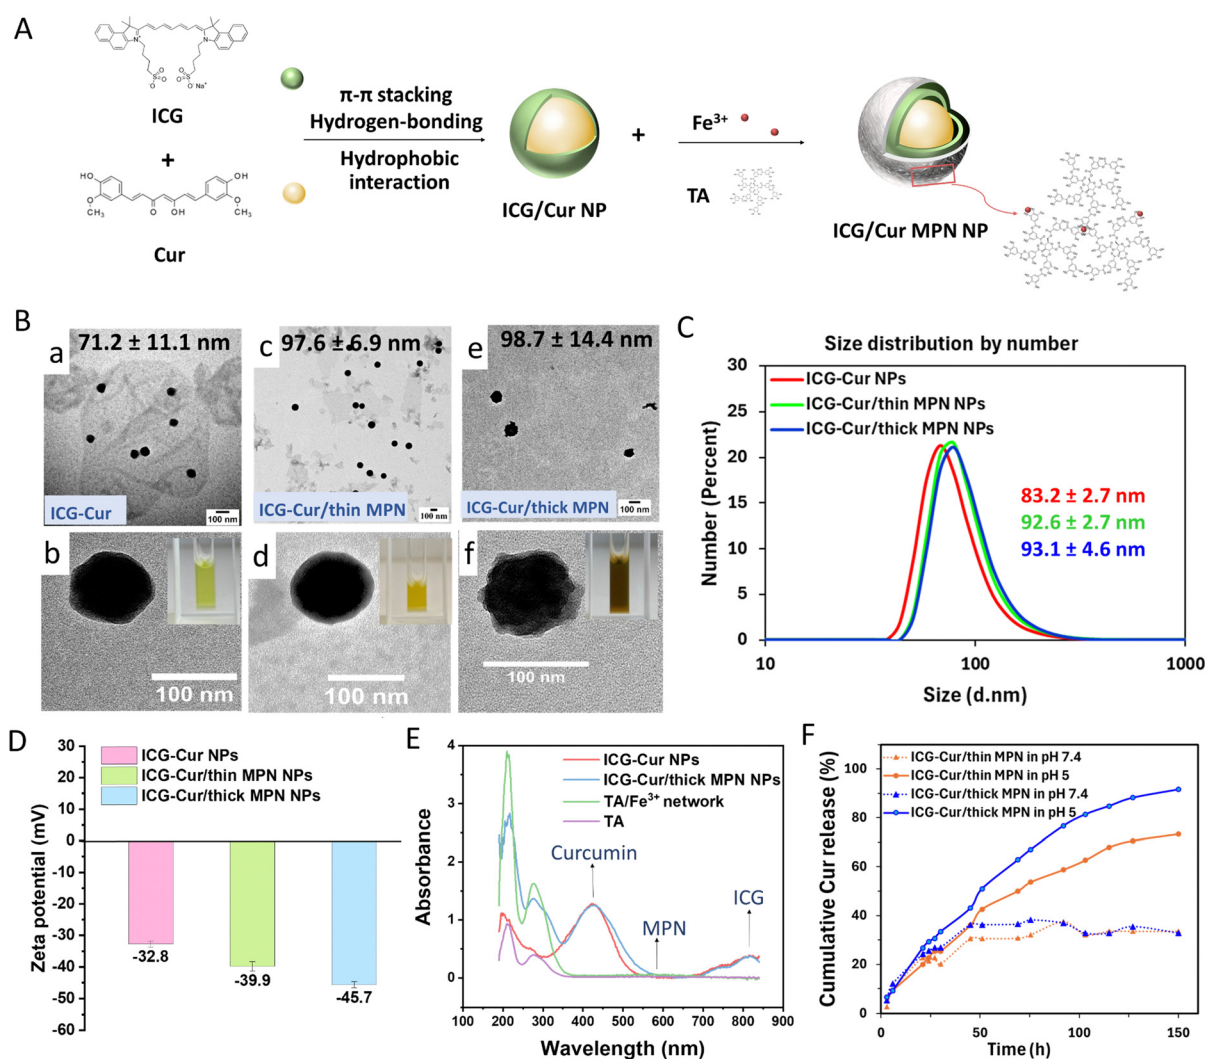 A
O
O
S
O-
O
S
O
O-
Na+
N+
N
ICG
+
HO
OH
H3CO
O
OH
OCH3
Cur
π-π stacking
Hydrogen-bonding
Hydrophobic
interaction
ICG/Cur NP
+
Fe3+
TA
ICG/Cur MPN NP
B
a
71.2 ± 11.1 nm
ICG-Cur
100 nm
c
97.6 ± 6.9 nm
ICG-Cur/thin MPN
100 nm
e
98.7 ± 14.4 nm
ICG-Cur/thick MPN
100 nm
b
100 nm
d
100 nm
f
100 nm
C
Size distribution by number
ICG-Cur NPs
ICG-Cur/thin MPN NPs
ICG-Cur/thick MPN NPs
83.2 ± 2.7 nm
92.6 ± 2.7 nm
93.1 ± 4.6 nm
Number (Percent)
30
25
20
15
10
5
0
10
100
1000
Size (d.nm)
D
ICG-Cur NPs
ICG-Cur/thin MPN NPs
ICG-Cur/thick MPN NPs
Zeta potential (mV)
30
20
10
0
-10
-20
-30
-40
-50
-60
-32.8
-39.9
-45.7
E
ICG-Cur NPs
ICG-Cur/thick MPN NPs
TA/Fe3+ network
TA
Curcumin
MPN
ICG
Absorbance
4
3
2
1
0
100 200 300 400 500 600 700 800 900
Wavelength (nm)
F
ICG-Cur/thin MPN in pH 7.4
ICG-Cur/thin MPN in pH 5
ICG-Cur/thick MPN in pH 7.4
ICG-Cur/thick MPN in pH 5
Cumulative Cur release (%)
100
80
60
40
20
0
0
50
100
150
Time (h)